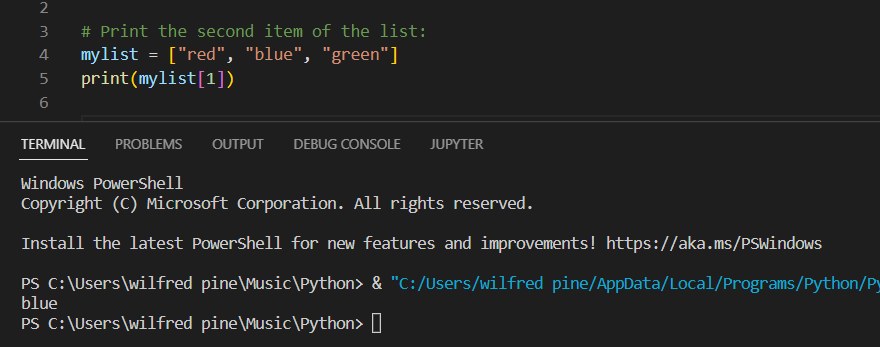 2
3 # Print the second item of the list:
4 mylist = ["red", "blue", "green"]
5 print(mylist[1])
6
TERMINAL PROBLEMS OUTPUT DEBUG CONSOLE JUPYTER
Windows PowerShell
Copyright (C) Microsoft Corporation. All rights reserved.
Install the latest PowerShell for new features and improvements! https://aka.ms/PSWindows
PS C:\Users\wilfred pine\Music\Python> & "C:/Users/wilfred pine/AppData/Local/Programs/Python/Py
blue
PS C:\Users\wilfred pine\Music\Python>